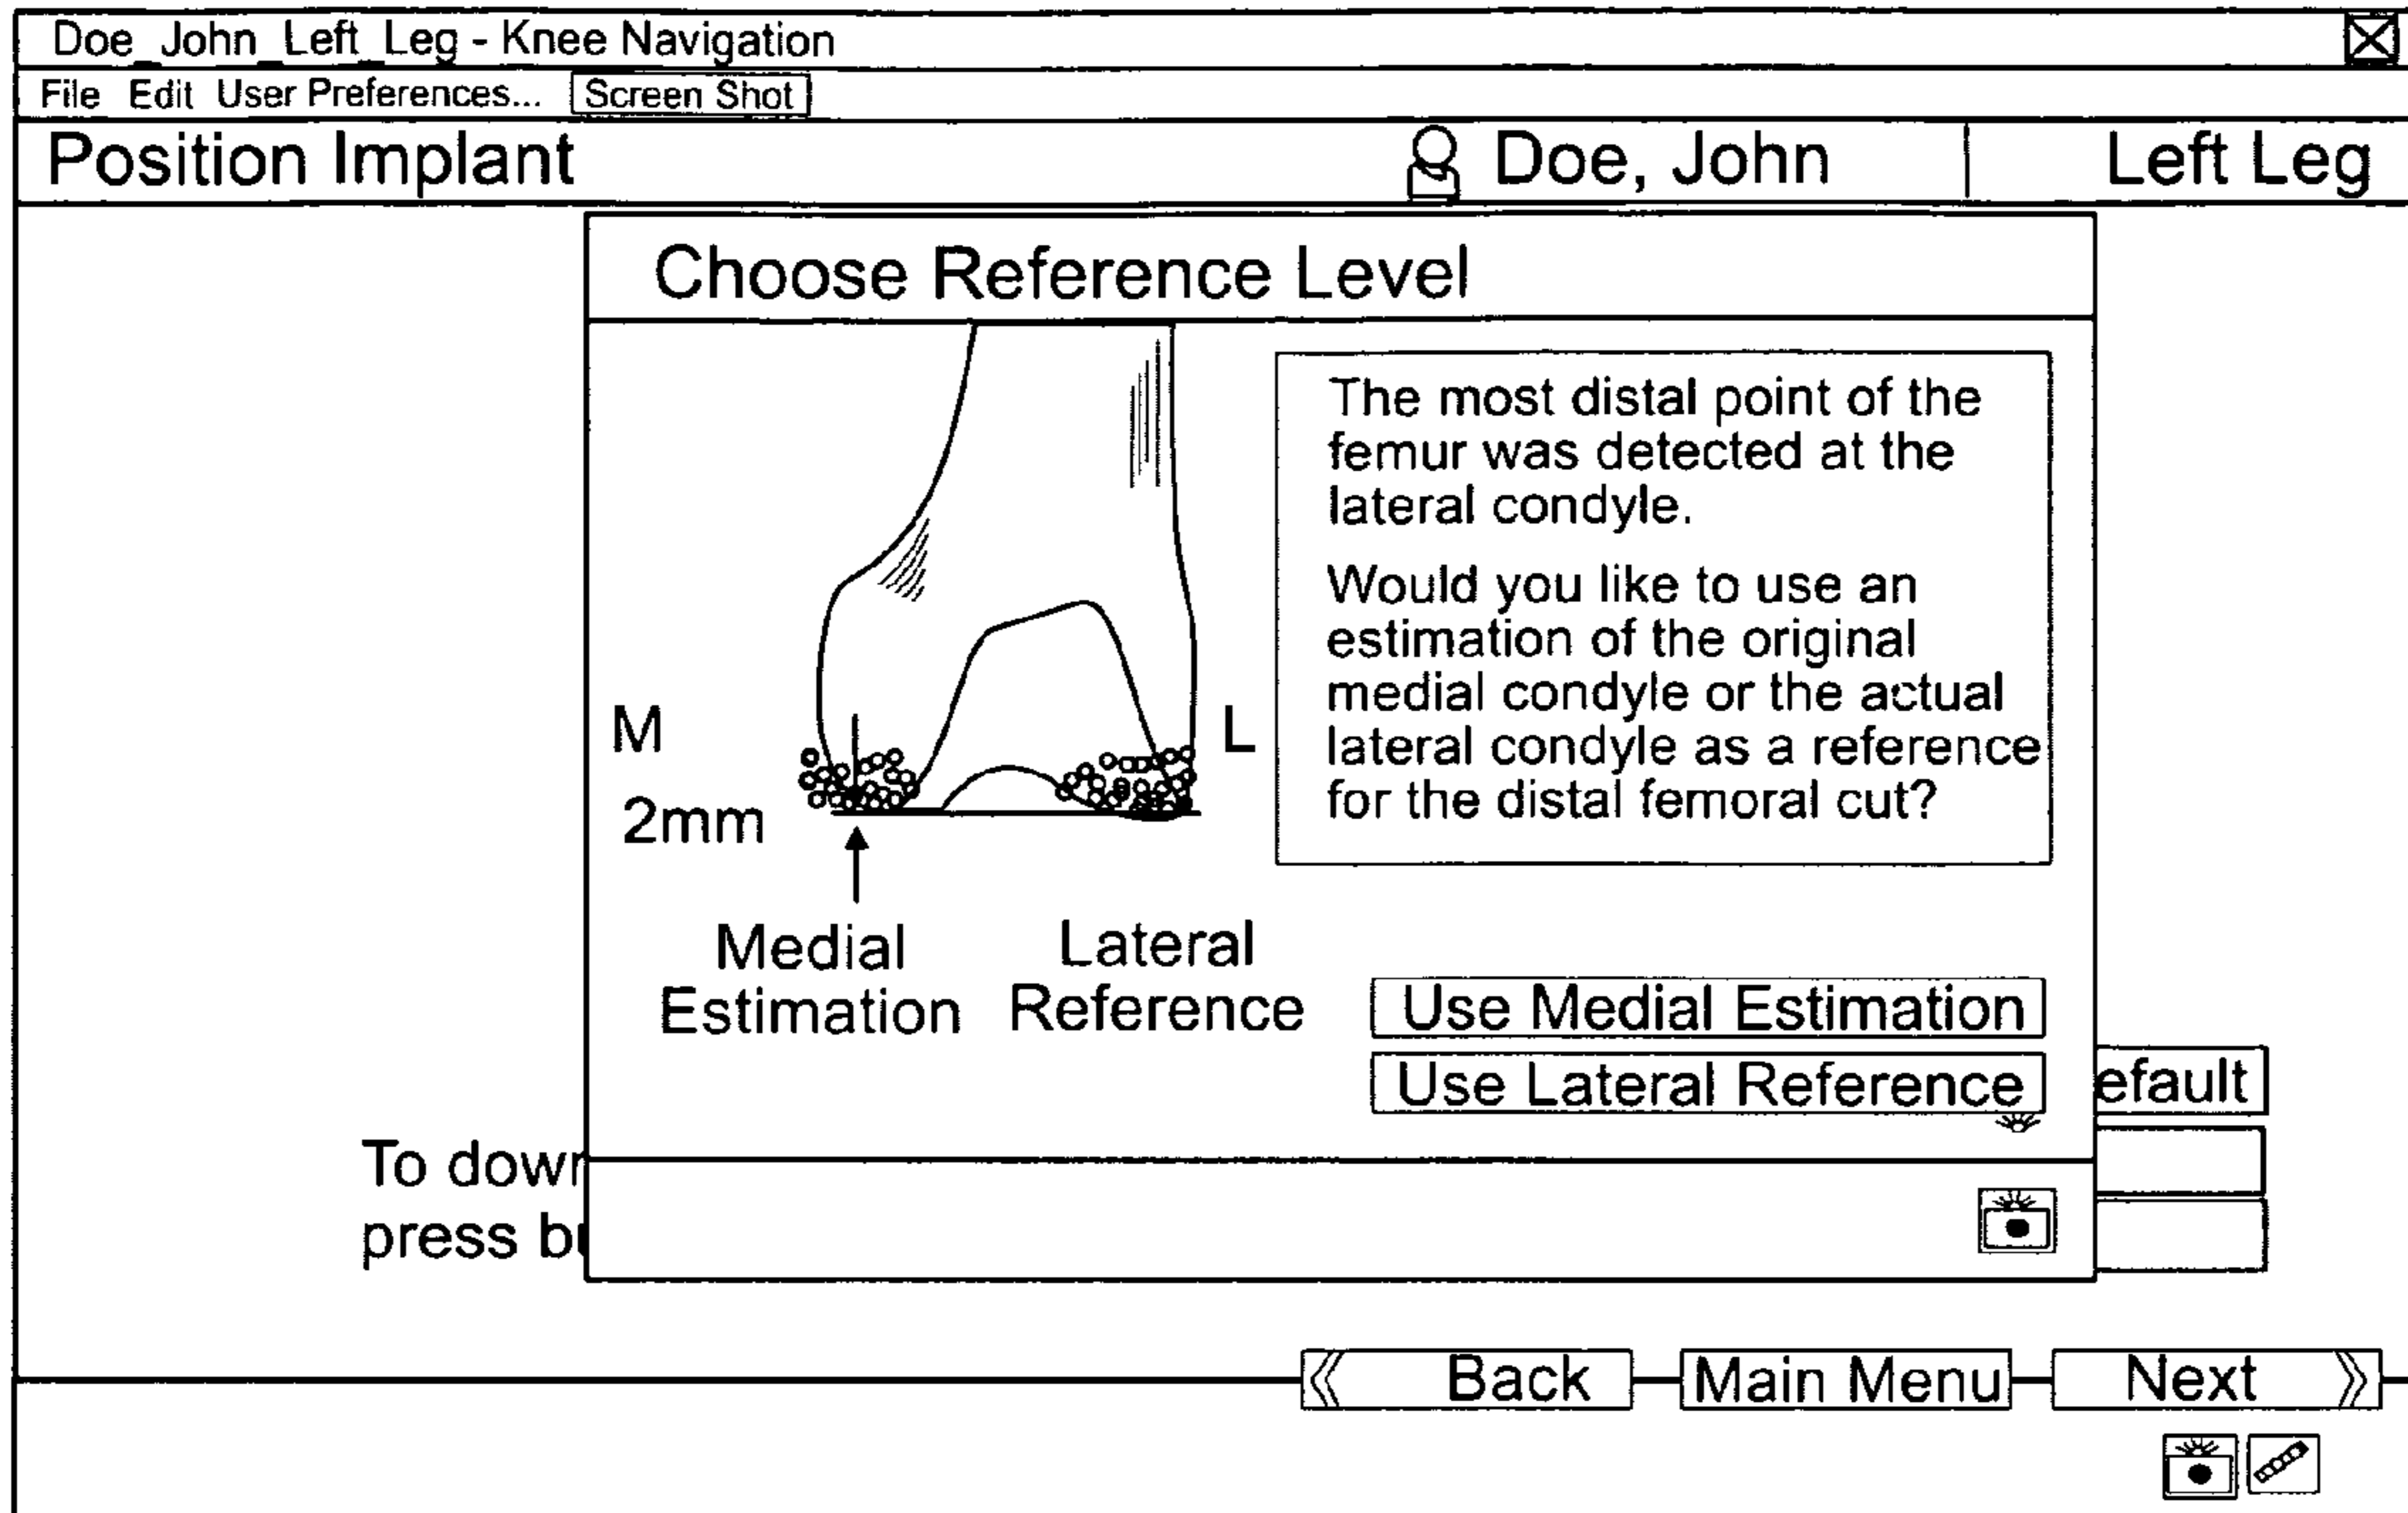 Doe_John_Left_Leg - Knee Navigation
File Edit User Preferences... Screen Shot
Position Implant Doe, John Left Leg
Choose Reference Level
The most distal point of the
femur was detected at the
lateral condyle.
Would you like to use an
estimation of the original
medial condyle or the actual
lateral condyle as a reference
for the distal femoral cut?
M
L
2mm
Medial
Estimation
Lateral
Reference
Use Medial Estimation
Use Lateral Reference
efault
To down
press bu
Back Main Menu Next